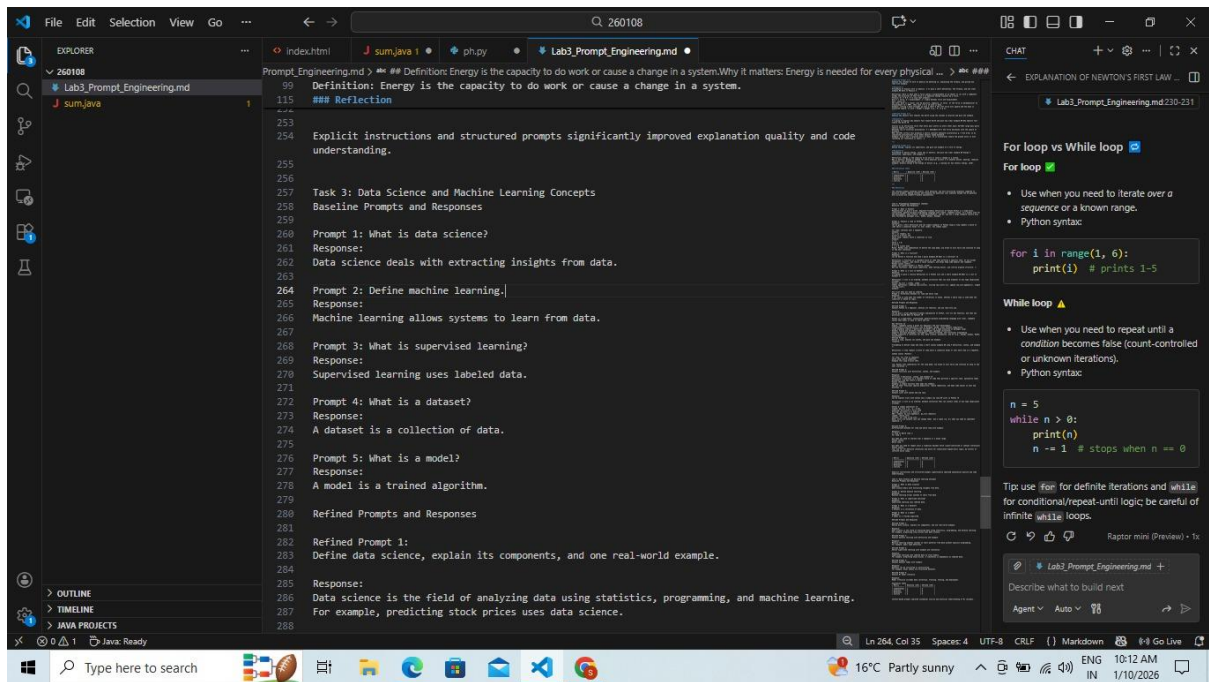 File Edit Selection View Go ···
260108
EXPLORER ···
index.html
sum.java 1
ph.py
Lab3_Prompt_Engineering.md
260108
Lab3_Prompt_Engineering.md
sum.java 1
OUTLINE
TIMELINE
JAVA PROJECTS
Prompt_Engineering.md > ## Definition: Energy is the capacity to do work or cause a change in a system.Why it matters: Energy is needed for every physical ... > ###
99 Definition: Energy is the capacity to do work or cause a change in a system.
115 ### Reflection
253
254 Explicit instructions and structured prompts significantly improved explanation quality and code
understanding.
255
256
257 Task 3: Data Science and Machine Learning Concepts
258 Baseline Prompts and Responses
259
260 Prompt 1: What is data science?
261 Response:
262 Data science deals with extracting insights from data.
263
264 Prompt 2: Define machine learning.
265 Response:
266 Machine learning allows systems to learn from data.
267
268 Prompt 3: What is supervised learning?
269 Response:
270 Supervised learning uses labeled data.
271
272 Prompt 4: What is a dataset?
273 Response:
274 A dataset is a collection of data.
275
276 Prompt 5: What is a model?
277 Response:
278 A model is a trained algorithm.
279
280 Refined Prompts and Responses
281
282 Refined Prompt 1:
283 Define data science, explain its components, and one real-world example.
284
285 Response:
286 Data science is the field of analyzing data using statistics, programming, and machine learning.
287 For example, predicting stock prices uses data science.
288
CHAT
EXPLANATION OF NEWTON'S FIRST LAW ...
Lab3_Prompt_Engineering.md:230-231
For loop vs While loop
For loop
• Use when you need to iterate over a
sequence or a known range.
• Python syntax:
for i in range(1, 6):
print(i) # prints 1–5
While loop
• Use when you need to repeat until a
condition becomes false (count-controlled
or unknown iterations).
• Python syntax:
n = 5
while n > 0:
print(n)
n -= 1 # stops when n == 0
Tip: use for for definite iterations and while
for conditional/repeat-until logic; be careful of
infinite while loops.
Raptor mini (Preview) • 1x
Lab3_Prompt_Engineering.md +
Describe what to build next
Agent Auto
0 1 Java: Ready
Ln 264, Col 35 Spaces: 4 UTF-8 CRLF {} Markdown Go Live
Type here to search
16°C Partly sunny
ENG
IN
10:12 AM
1/10/2026